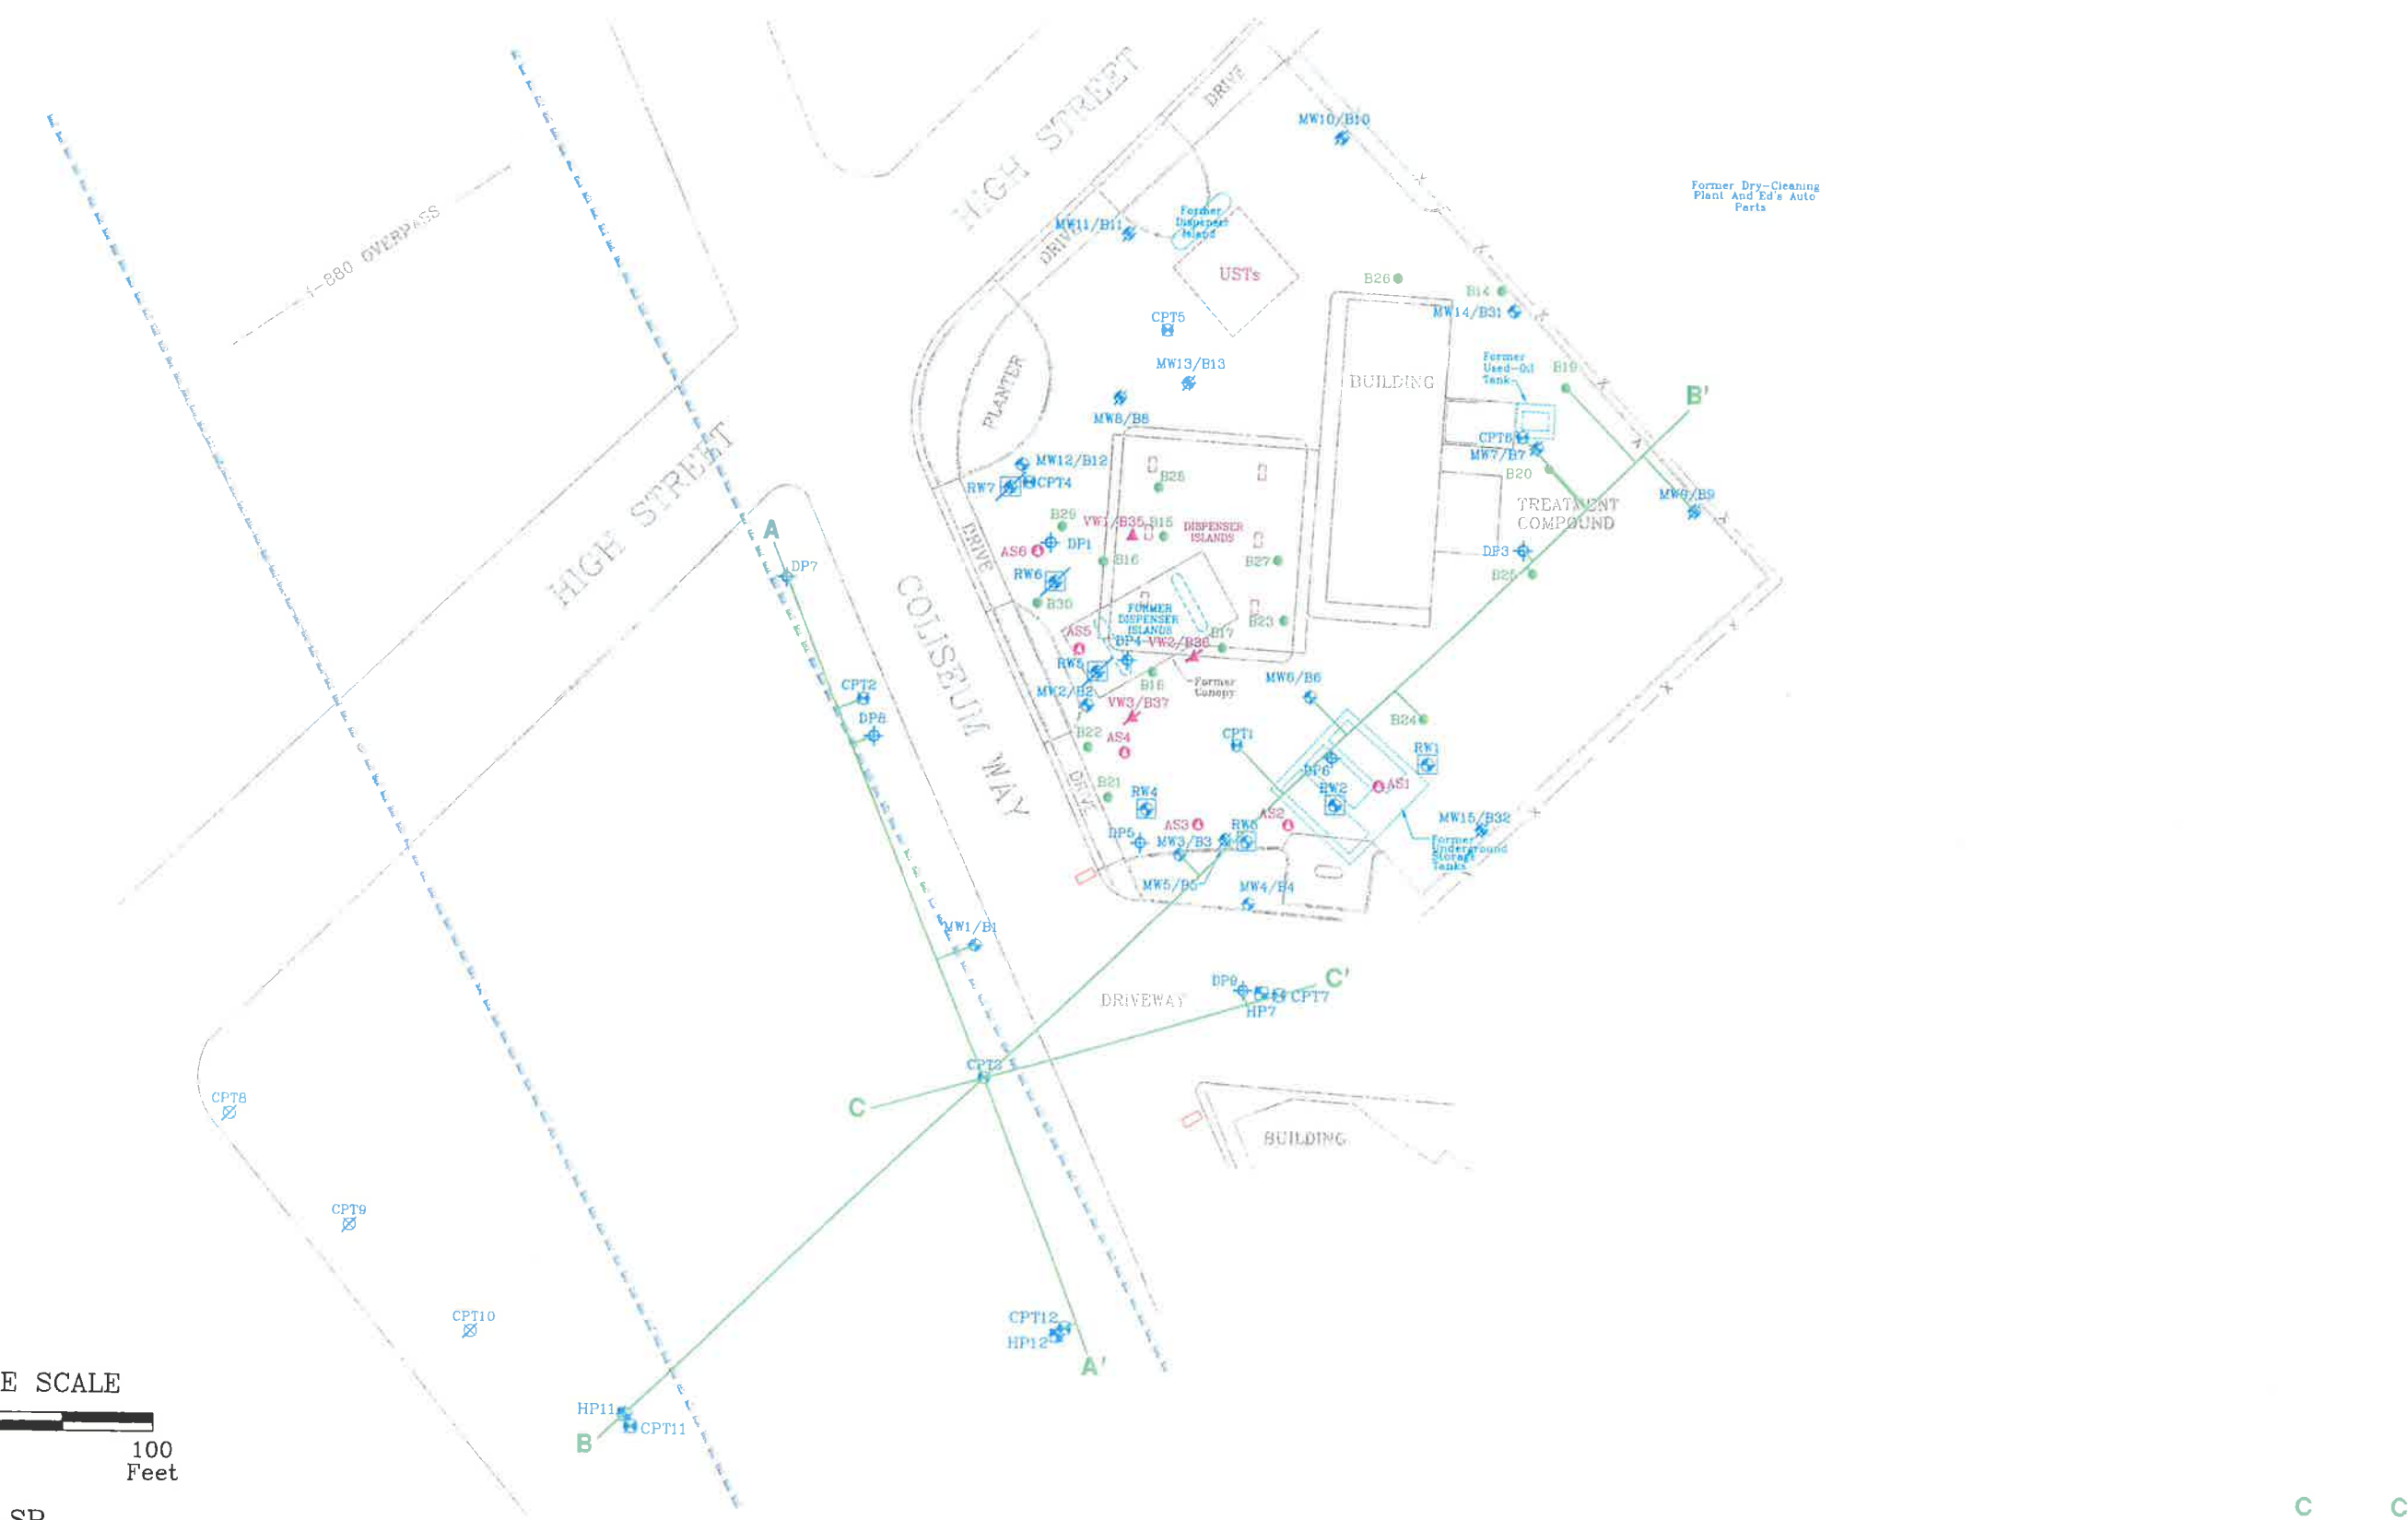 HIGH STREET
DRIVE
MW10/B10
Former Dry-Cleaning
Plant And Ed's Auto
Parts
I-880 OVERPASS
MW11/B11
Former
Dispenser
Island
DRIVE
USTs
B26
B14
MW14/B31
CPT5
MW13/B13
PLANTER
BUILDING
Former
Used-Oil
Tank
B19
B'
MW8/B8
CPT6
MW7/B7
B20
HIGH STREET
MW12/B12
RW7
CPT4
B28
MW9/B9
TREATMENT
COMPOUND
A
DP7
B29
VW1/B35
B15
DISPENSER
ISLANDS
DRIVE
AS6
DP1
B16
B27
DP3
B25
RW6
B30
COLISEUM WAY
FORMER
DISPENSER
ISLANDS
B23
AS5
DP4
VW2/B36
B17
RW5
B18
Former
Canopy
MW6/B6
CPT2
DP8
MW2/B2
VW3/B37
B24
B22
AS4
CPT1
RW1
DP6
AS1
DRIVE
B21
RW4
RW2
AS3
AS2
MW15/B32
DP5
MW3/B3
Former
Underground
Storage
Tanks
MW5/B5
MW4/B4
MW1/B1
DP9
C'
CPT7
HP7
DRIVEWAY
CPT3
C
CPT8
BUILDING
CPT9
CPT10
CPT12
HP12
A'
E SCALE
100
Feet
HP11
CPT11
B
SP
C C